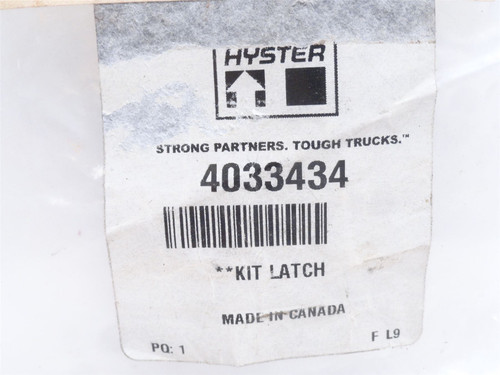 HYSTER
STRONG PARTNERS. TOUGH TRUCKS.™
4033434
**KIT LATCH
MADE IN CANADA
PQ: 1 F L9